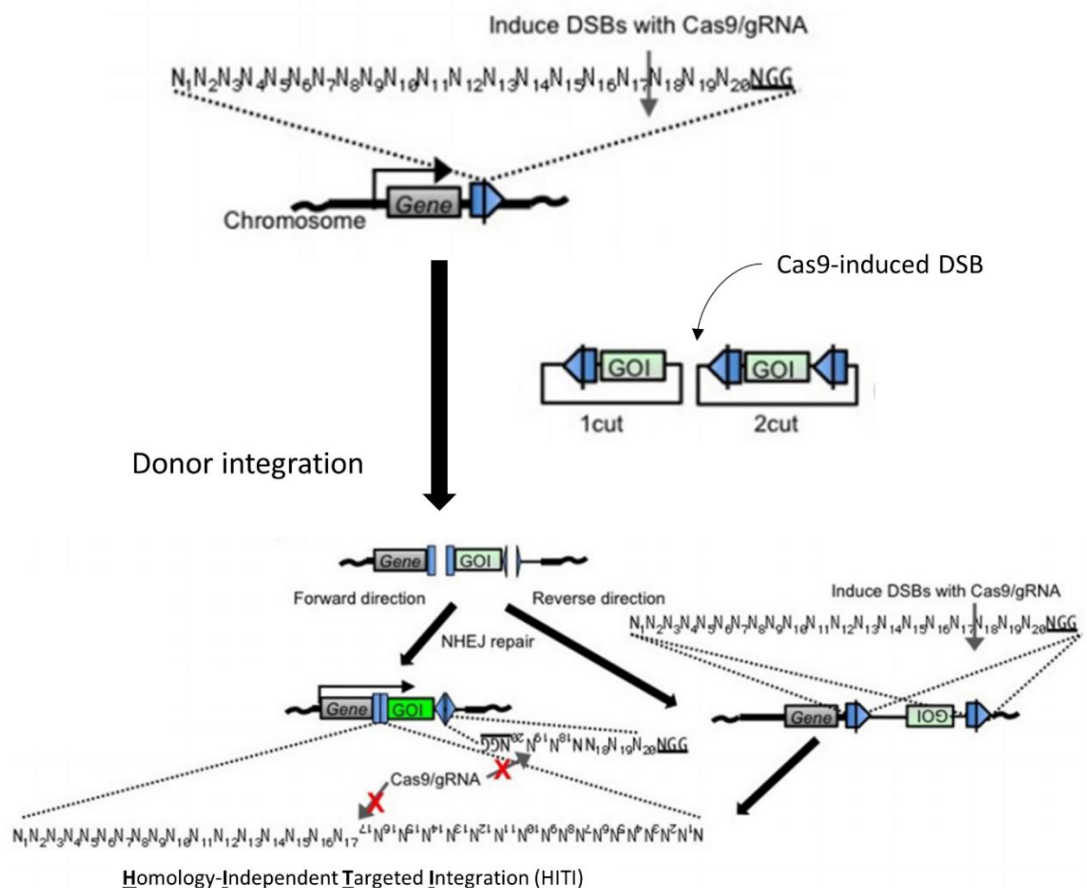 Induce DSBs with Cas9/gRNA
N1N2N3N4N5N6N7N8N9N10N11N12N13N14N15N16N17N18N19N20NGG
Gene
Chromosome
Cas9-induced DSB
GOI
GOI
1cut
2cut
Donor integration
Gene
GOI
Forward direction
Reverse direction
Induce DSBs with Cas9/gRNA
N1N2N3N4N5N6N7N8N9N10N11N12N13N14N15N16N17N18N19N20NGG
NHEJ repair
Gene
GOI
Gene
GOI
NGGN20N19N18NN18N19N20NGG
Cas9/gRNA
X
X
N1N2N3N4N5N6N7N8N9N10N11N12N13N14N15N16N17N17N16N15N14N13N12N11N10N9N8N7N6N5N4N3N2N1N
Homology-Independent Targeted Integration (HITI)